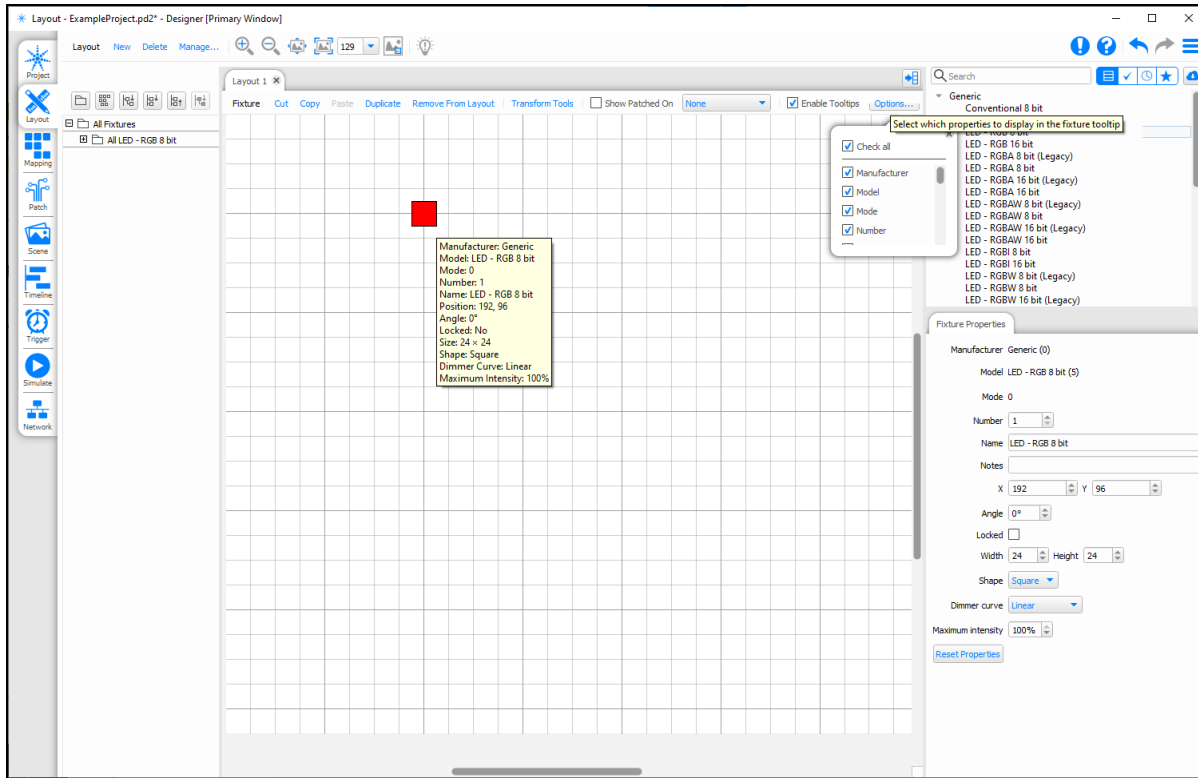 Layout - ExampleProject.pd2* - Designer [Primary Window]
Project
Layout
Mapping
Patch
Scene
Timeline
Trigger
Simulate
Network
Layout New Delete Manage... 129
All Fixtures
All LED - RGB 8 bit
Layout 1
Fixture Cut Copy Paste Duplicate Remove From Layout Transform Tools Show Patched On None Enable Tooltips Options...
Select which properties to display in the fixture tooltip
Check all
Manufacturer
Model
Mode
Number
Manufacturer: Generic
Model: LED - RGB 8 bit
Mode: 0
Number: 1
Name: LED - RGB 8 bit
Position: 192, 96
Angle: 0°
Locked: No
Size: 24 × 24
Shape: Square
Dimmer Curve: Linear
Maximum Intensity: 100%
Search
Generic
Conventional 8 bit
LED - RGB 8 bit
LED - RGB 16 bit
LED - RGBA 8 bit (Legacy)
LED - RGBA 8 bit
LED - RGBA 16 bit (Legacy)
LED - RGBA 16 bit
LED - RGBAW 8 bit (Legacy)
LED - RGBAW 8 bit
LED - RGBAW 16 bit (Legacy)
LED - RGBAW 16 bit
LED - RGBI 8 bit
LED - RGBI 16 bit
LED - RGBW 8 bit (Legacy)
LED - RGBW 8 bit
LED - RGBW 16 bit (Legacy)
Fixture Properties
Manufacturer Generic (0)
Model LED - RGB 8 bit (5)
Mode 0
Number 1
Name LED - RGB 8 bit
Notes
X 192 Y 96
Angle 0°
Locked
Width 24 Height 24
Shape Square
Dimmer curve Linear
Maximum intensity 100%
Reset Properties